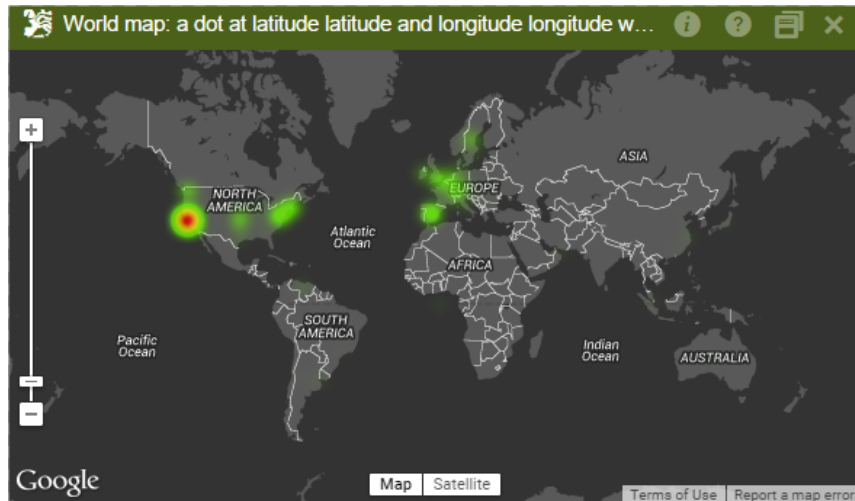 World map: a dot at latitude latitude and longitude longitude w...
i ?
+
ASIA
NORTH
AMERICA
EUROPE
Atlantic
Ocean
AFRICA
SOUTH
AMERICA
Pacific
Ocean
Indian
Ocean
AUSTRALIA
−
Google
Map Satellite
Terms of Use Report a map error